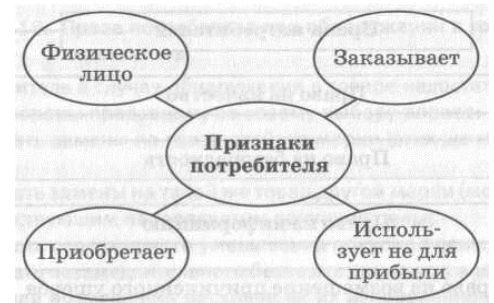 Физическое
лицо
Заказывает
Признаки
потребителя
Приобретает
Исполь-
зует не для
прибыли